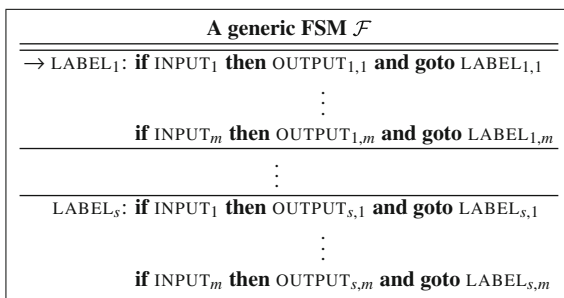 A generic FSM ℱ
→ LABEL₁: if INPUT₁ then OUTPUT₁,₁ and goto LABEL₁,₁
⋮
if INPUTₘ then OUTPUT₁,ₘ and goto LABEL₁,ₘ
⋮
LABELₛ: if INPUT₁ then OUTPUTₛ,₁ and goto LABELₛ,₁
⋮
if INPUTₘ then OUTPUTₛ,ₘ and goto LABELₛ,ₘ